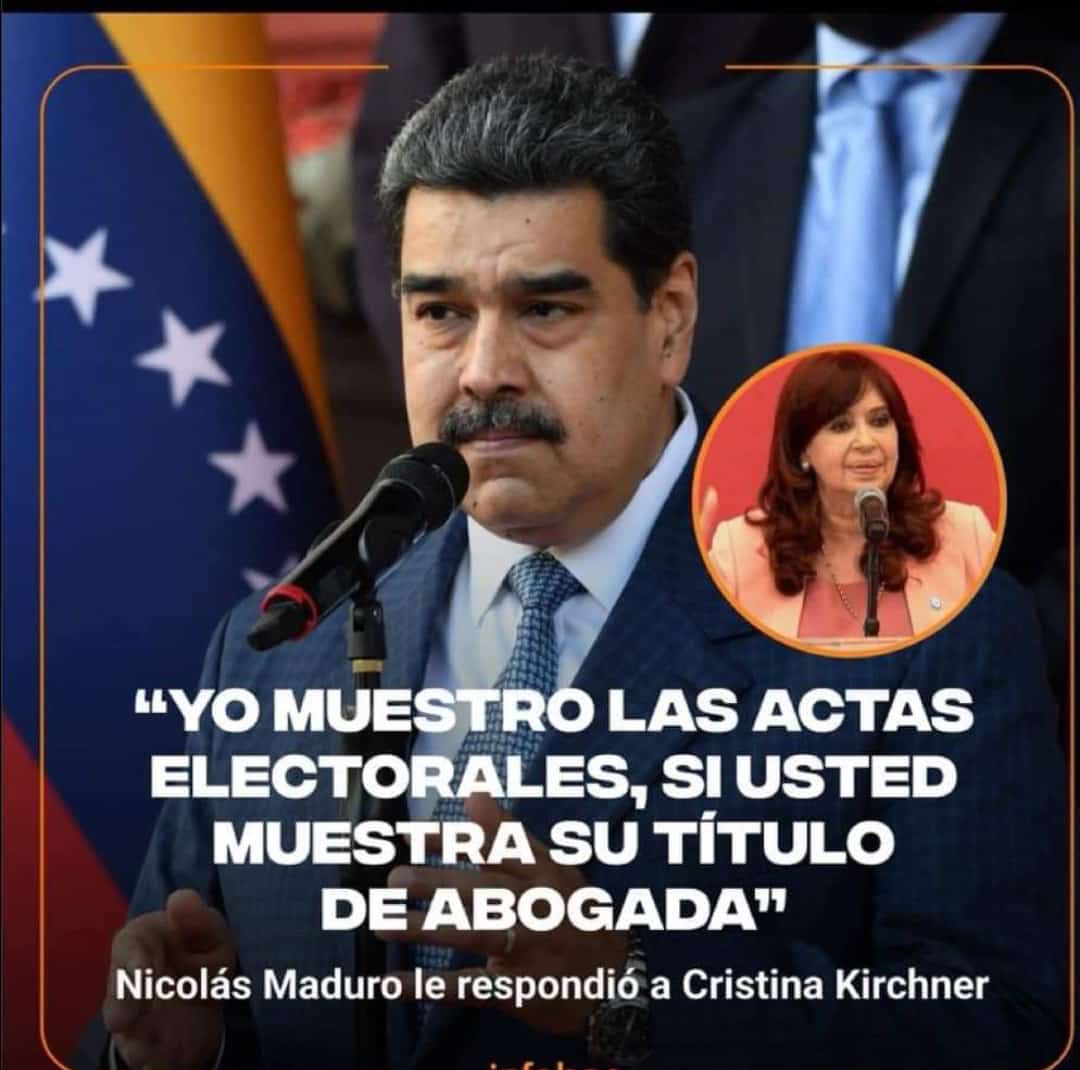 “YO MUESTRO LAS ACTAS
ELECTORALES, SI USTED
MUESTRA SU TÍTULO
DE ABOGADA”
Nicolás Maduro le respondió a Cristina Kirchner